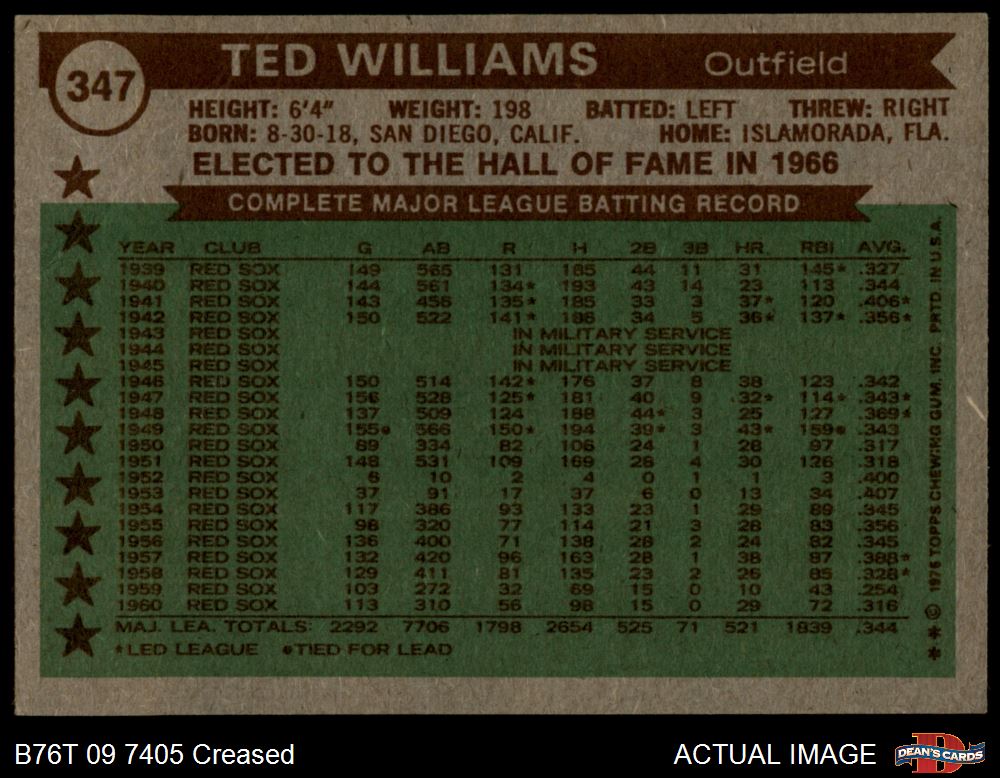 347
TED WILLIAMS Outfield
HEIGHT: 6'4" WEIGHT: 198 BATTED: LEFT THREW: RIGHT
BORN: 8-30-18, SAN DIEGO, CALIF. HOME: ISLAMORADA, FLA.
ELECTED TO THE HALL OF FAME IN 1966
COMPLETE MAJOR LEAGUE BATTING RECORD
YEAR CLUB G AB R H 2B 3B HR. RBI AVG.
1939 RED SOX 149 565 131 185 44 11 31 145* .327
1940 RED SOX 144 561 134* 193 43 14 23 113 .344
1941 RED SOX 143 456 135* 185 33 3 37* 120 .406*
1942 RED SOX 150 522 141* 186 34 5 36* 137* .356*
1943 RED SOX IN MILITARY SERVICE
1944 RED SOX IN MILITARY SERVICE
1945 RED SOX IN MILITARY SERVICE
1946 RED SOX 150 514 142* 176 37 8 38 123 .342
1947 RED SOX 156 528 125* 181 40 9 32* 114* .343*
1948 RED SOX 137 509 124 188 44* 3 25 127 .369*
1949 RED SOX 155• 566 150* 194 39* 3 43* 159• .343
1950 RED SOX 89 334 82 106 24 1 28 97 .317
1951 RED SOX 148 531 109 169 28 4 30 126 .318
1952 RED SOX 6 10 2 4 0 1 1 3 .400
1953 RED SOX 37 91 17 37 6 0 13 34 .407
1954 RED SOX 117 386 93 133 23 1 29 89 .345
1955 RED SOX 98 320 77 114 21 3 28 83 .356
1956 RED SOX 136 400 71 138 28 2 24 82 .345
1957 RED SOX 132 420 96 163 28 1 38 87 .388*
1958 RED SOX 129 411 81 135 23 2 26 85 .328*
1959 RED SOX 103 272 32 69 15 0 10 43 .254
1960 RED SOX 113 310 56 98 15 0 29 72 .316
MAJ. LEA. TOTALS: 2292 7706 1798 2654 525 71 521 1839 .344
*LED LEAGUE •TIED FOR LEAD
* * © 1976 TOPPS CHEWING GUM, INC. PRTD. IN U.S.A.
B76T 09 7405 Creased
ACTUAL IMAGE
DEAN'S CARDS